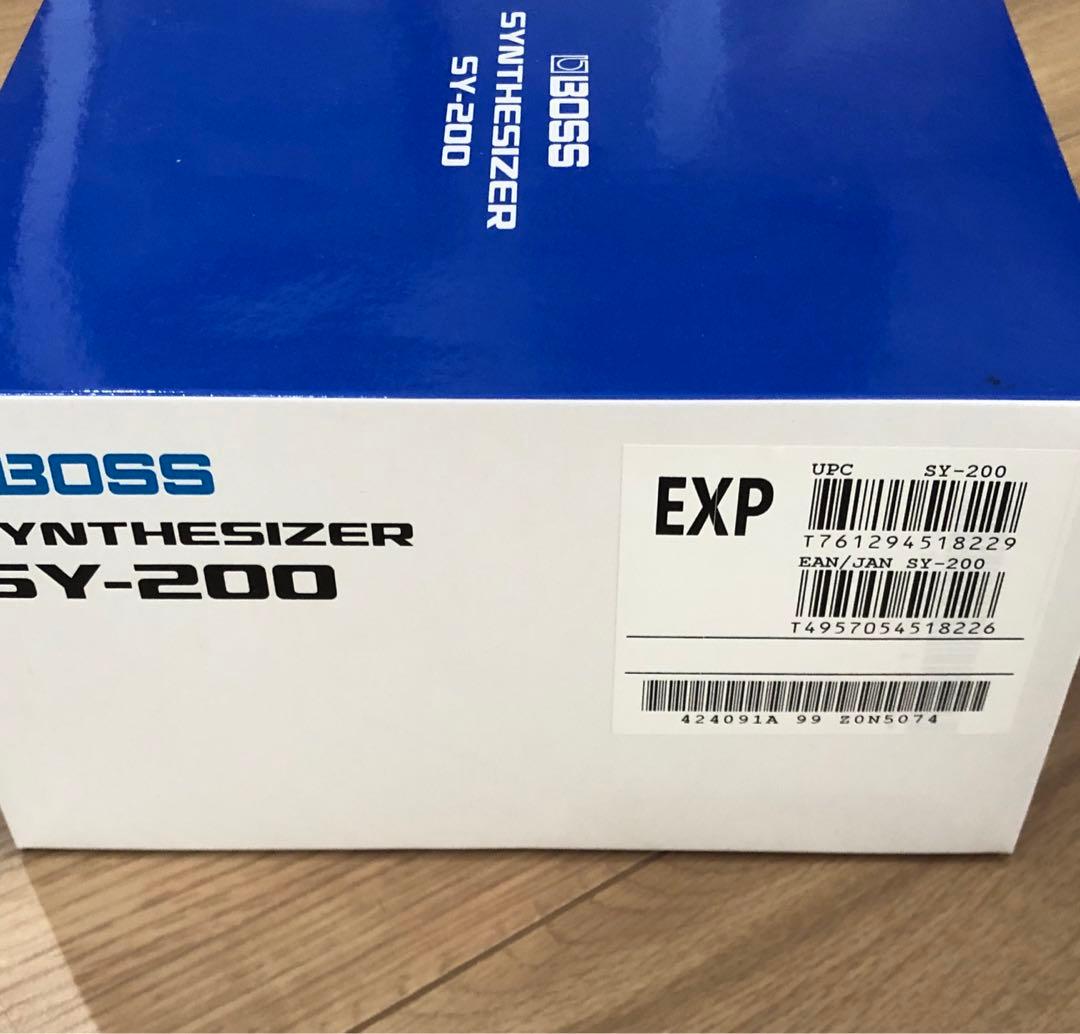 BOSS
SYNTHESIZER
SY-200
BOSS
YNTHESIZER
SY-200
EXP
UPC SY-200
T761294518229
EAN/JAN SY-200
T4957054518226
424091A 99 Z0N5074